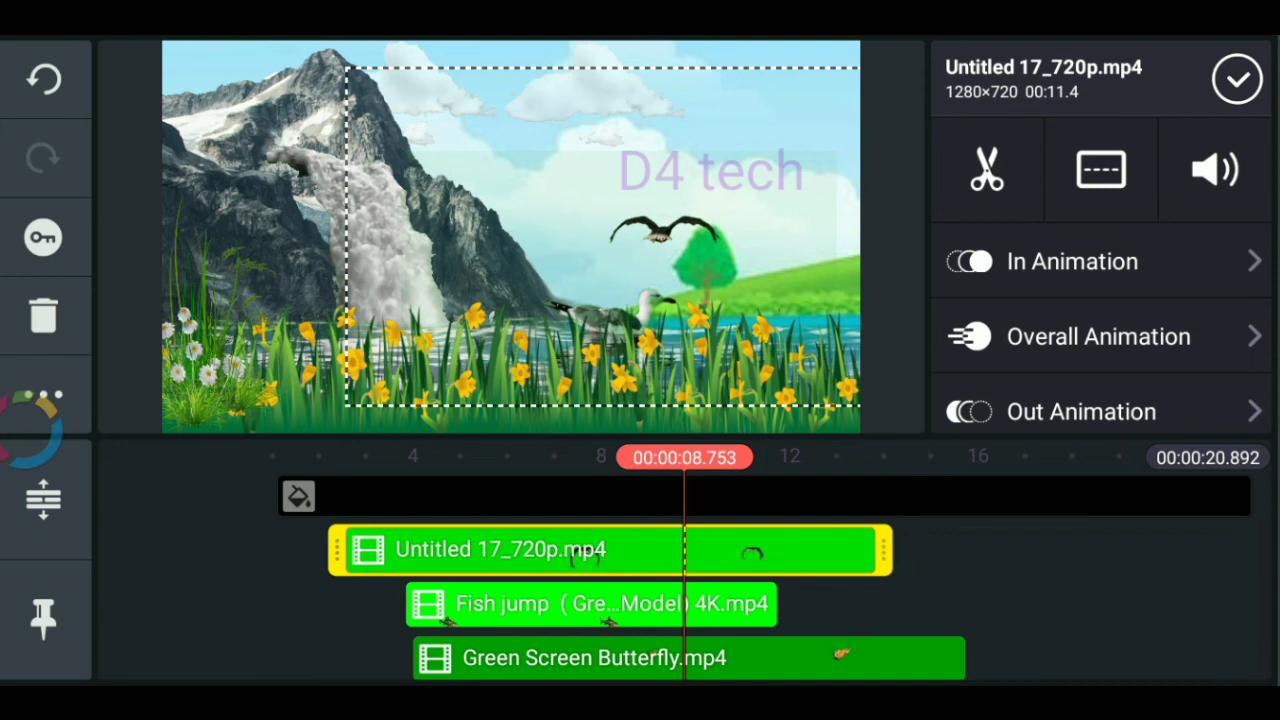 Untitled 17_720p.mp4
1280×720 00:11.4
D4 tech
In Animation
Overall Animation
Out Animation
4
8
00:00:08.753
12
16
00:00:20.892
Untitled 17_720p.mp4
Fish jump ( Gre...Model) 4K.mp4
Green Screen Butterfly.mp4